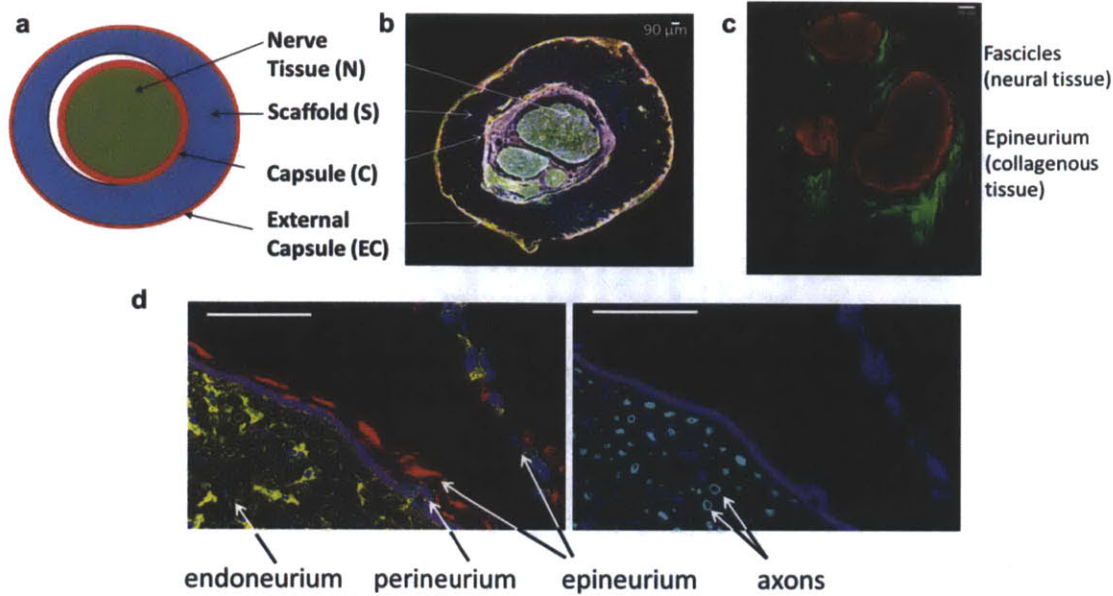 a
Nerve
Tissue (N)
Scaffold (S)
Capsule (C)
External
Capsule (EC)
b
90 μm
c
Fascicles
(neural tissue)
Epineurium
(collagenous
tissue)
d
endoneurium
perineurium
epineurium
axons